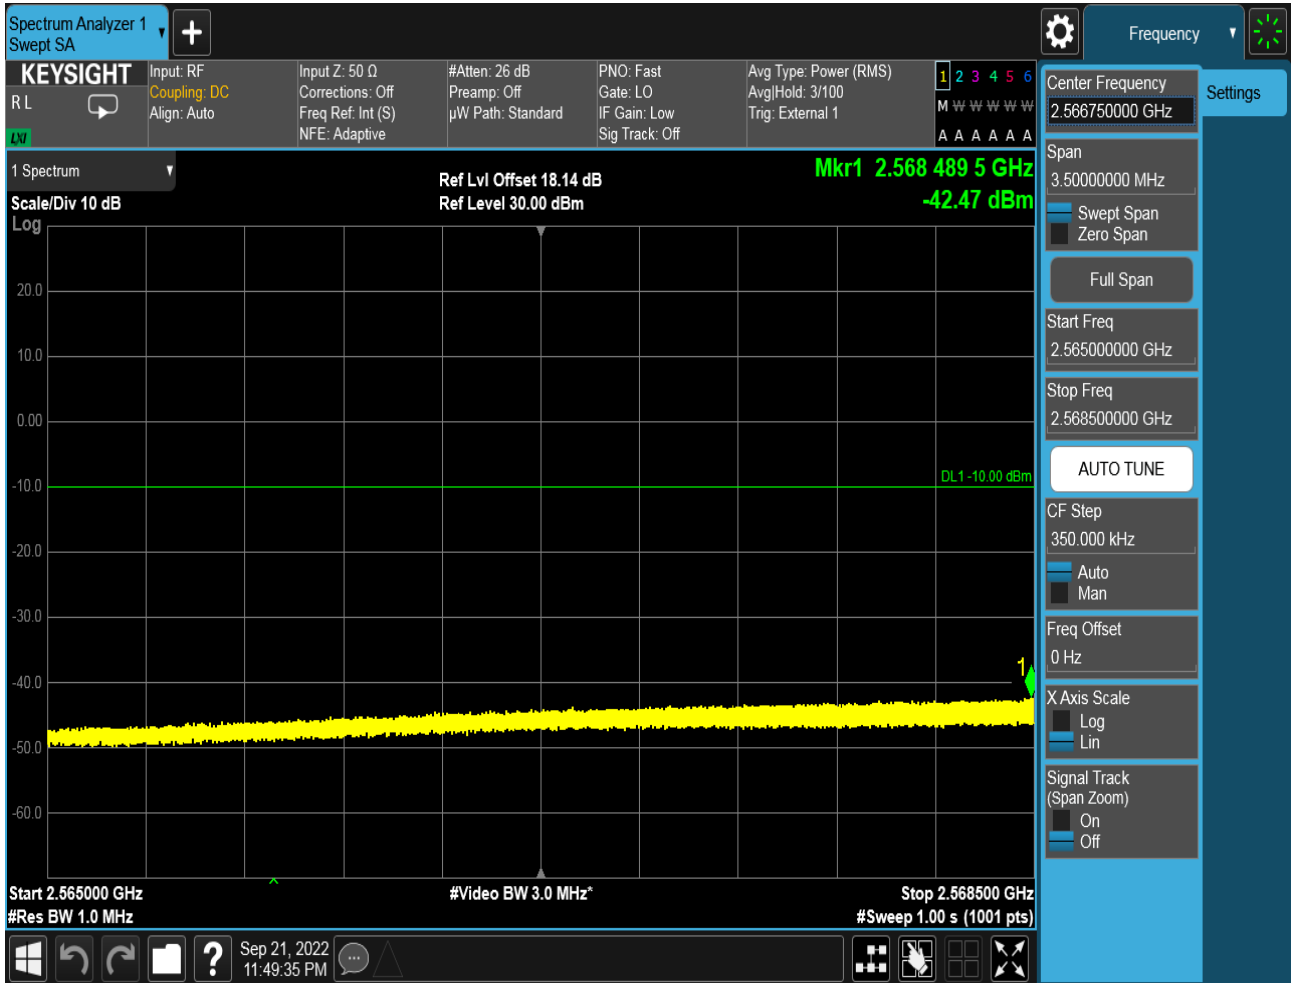 Spectrum Analyzer 1
Swept SA
Frequency
KEYSIGHT
R L
LXI
Input: RF
Coupling: DC
Align: Auto
Input Z: 50 Ω
Corrections: Off
Freq Ref: Int (S)
NFE: Adaptive
#Atten: 26 dB
Preamp: Off
µW Path: Standard
PNO: Fast
Gate: LO
IF Gain: Low
Sig Track: Off
Avg Type: Power (RMS)
Avg|Hold: 3/100
Trig: External 1
1 2 3 4 5 6
M W W W W W
A A A A A A
1 Spectrum
Scale/Div 10 dB
Log
Ref Lvl Offset 18.14 dB
Ref Level 30.00 dBm
Mkr1 2.568 489 5 GHz
-42.47 dBm
20.0
10.0
0.00
-10.0
-20.0
-30.0
-40.0
-50.0
-60.0
DL1 -10.00 dBm
1
Start 2.565000 GHz
#Res BW 1.0 MHz
#Video BW 3.0 MHz*
Stop 2.568500 GHz
#Sweep 1.00 s (1001 pts)
Center Frequency
2.566750000 GHz
Settings
Span
3.50000000 MHz
Swept Span
Zero Span
Full Span
Start Freq
2.565000000 GHz
Stop Freq
2.568500000 GHz
AUTO TUNE
CF Step
350.000 kHz
Auto
Man
Freq Offset
0 Hz
X Axis Scale
Log
Lin
Signal Track
(Span Zoom)
On
Off
?
Sep 21, 2022
11:49:35 PM